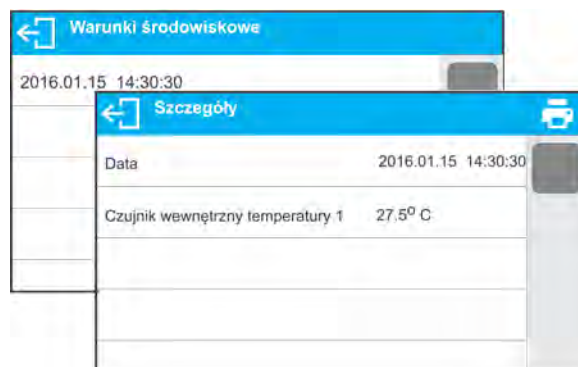 Warunki środowiskowe
2016.01.15 14:30:30
Szczegóły
Data 2016.01.15 14:30:30
Czujnik wewnętrzny temperatury 1 27.5⁰ C